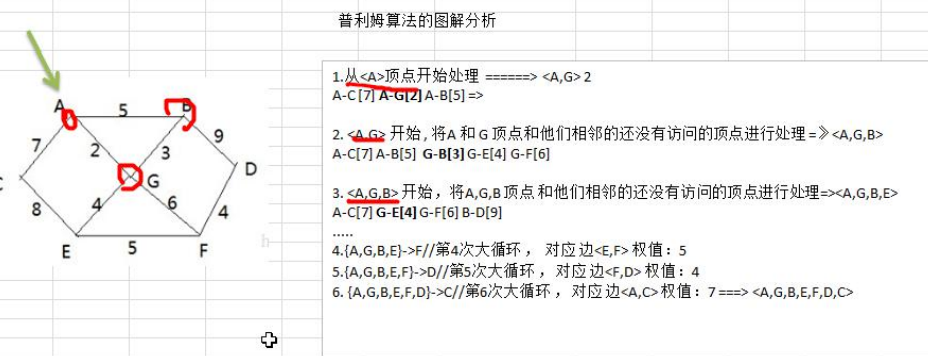 普利姆算法的图解分析
A
B
C
D
E
F
G
5
7
2
3
9
8
4
6
4
5
1.从<A>顶点开始处理 ======> <A,G> 2
A-C [7] A-G[2] A-B[5] =>
2. <A,G> 开始 , 将A 和 G 顶点和他们相邻的还没有访问的顶点进行处理 =》<A,G,B>
A-C[7] A-B[5] G-B[3] G-E[4] G-F[6]
3. <A,G,B> 开始，将A,G,B 顶点 和他们相邻的还没有访问的顶点进行处理=><A,G,B,E>
A-C[7] G-E[4] G-F[6] B-D[9]
.....
4.{A,G,B,E}->F//第4次大循环 ， 对应 边<E,F> 权值：5
5.{A,G,B,E,F}->D//第5次大循环 ， 对应边<F,D> 权值：4
6. {A,G,B,E,F,D}->C//第6次大循环 ， 对应边<A,C> 权值：7 ===> <A,G,B,E,F,D,C>